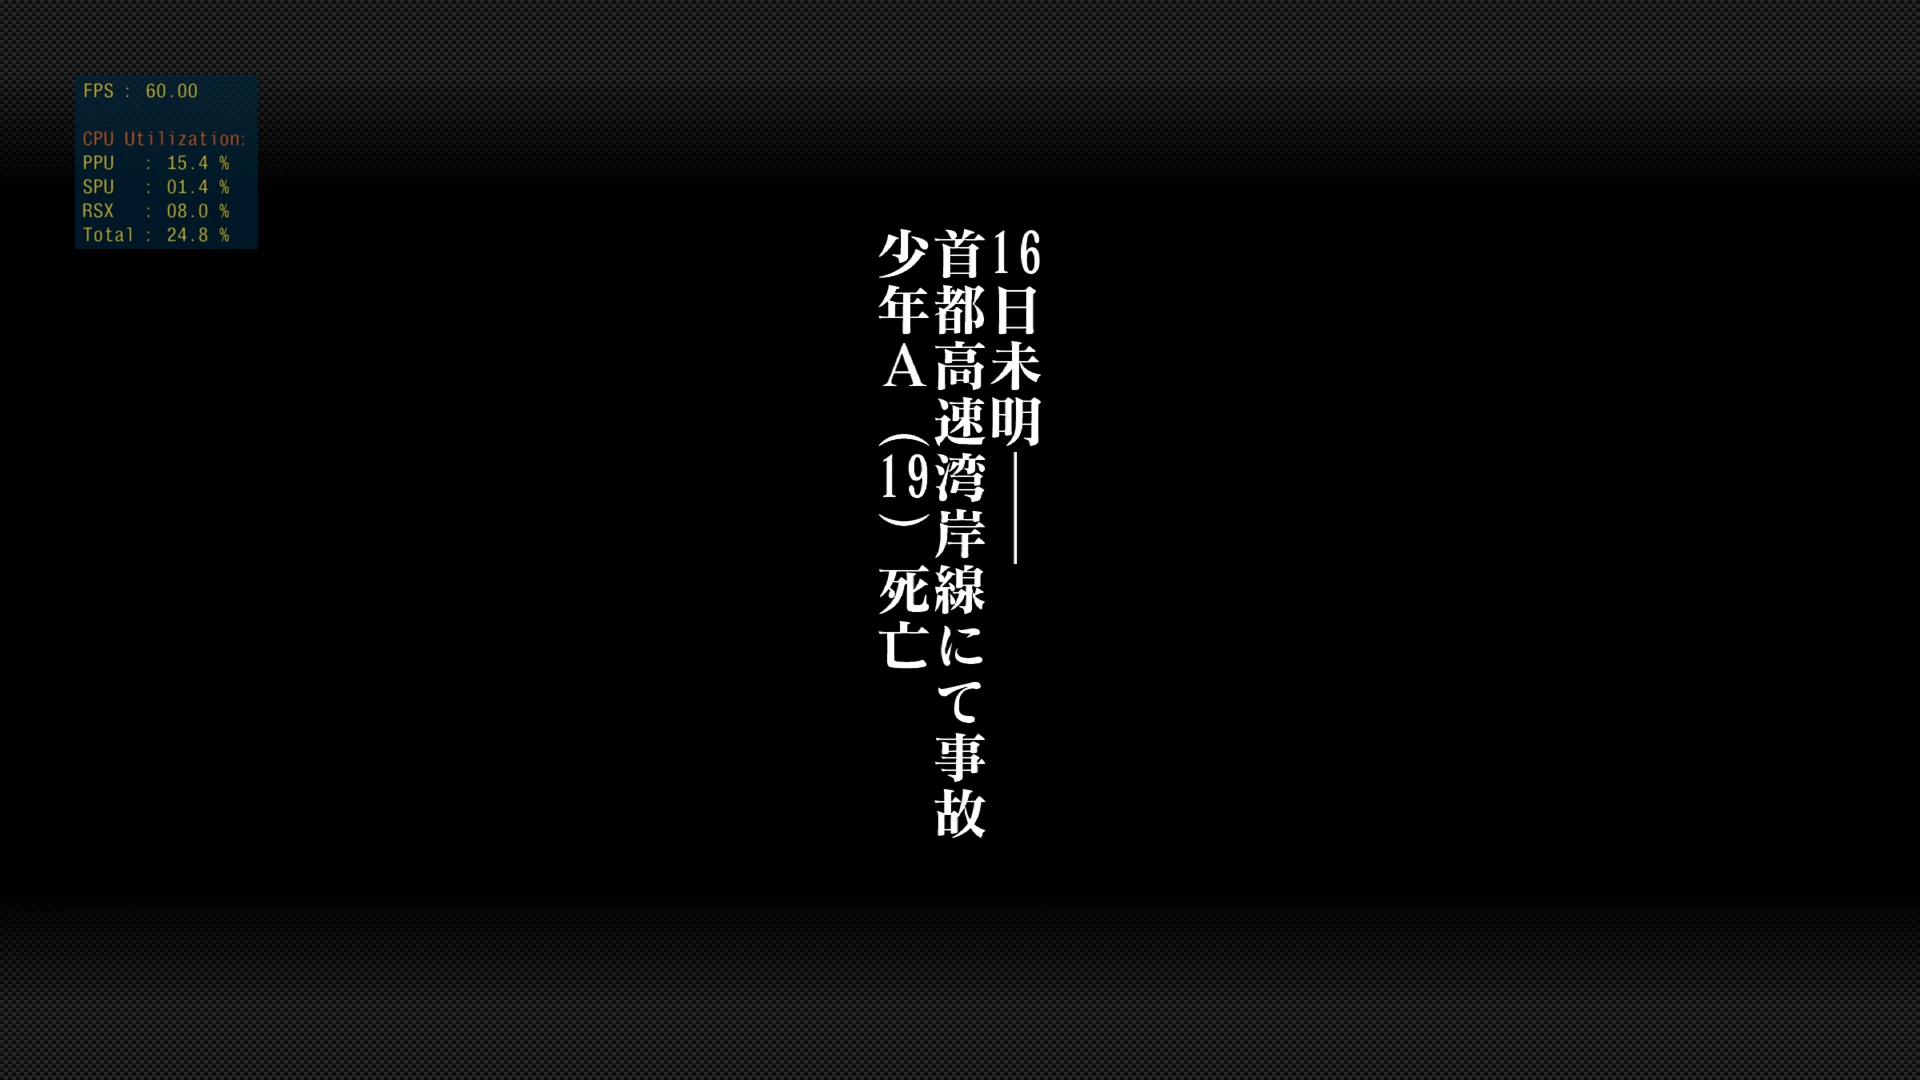 FPS : 60.00
CPU Utilization:
PPU : 15.4 %
SPU : 01.4 %
RSX : 08.0 %
Total : 24.8 %
16日未明――
首都高速湾岸線にて事故
少年A（19）死亡